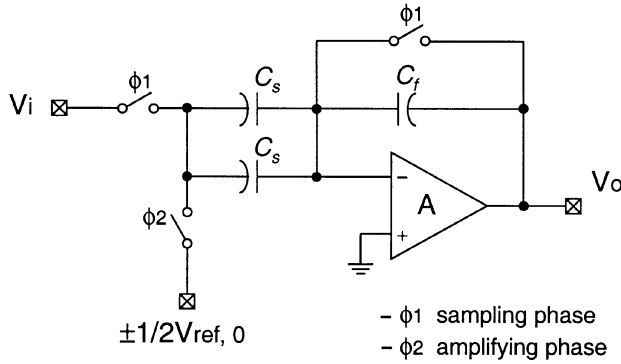 ϕ1
Vi
ϕ1
Cs
Cf
Cs
ϕ2
−
A
+
Vo
±1/2Vref, 0
− ϕ1 sampling phase
− ϕ2 amplifying phase